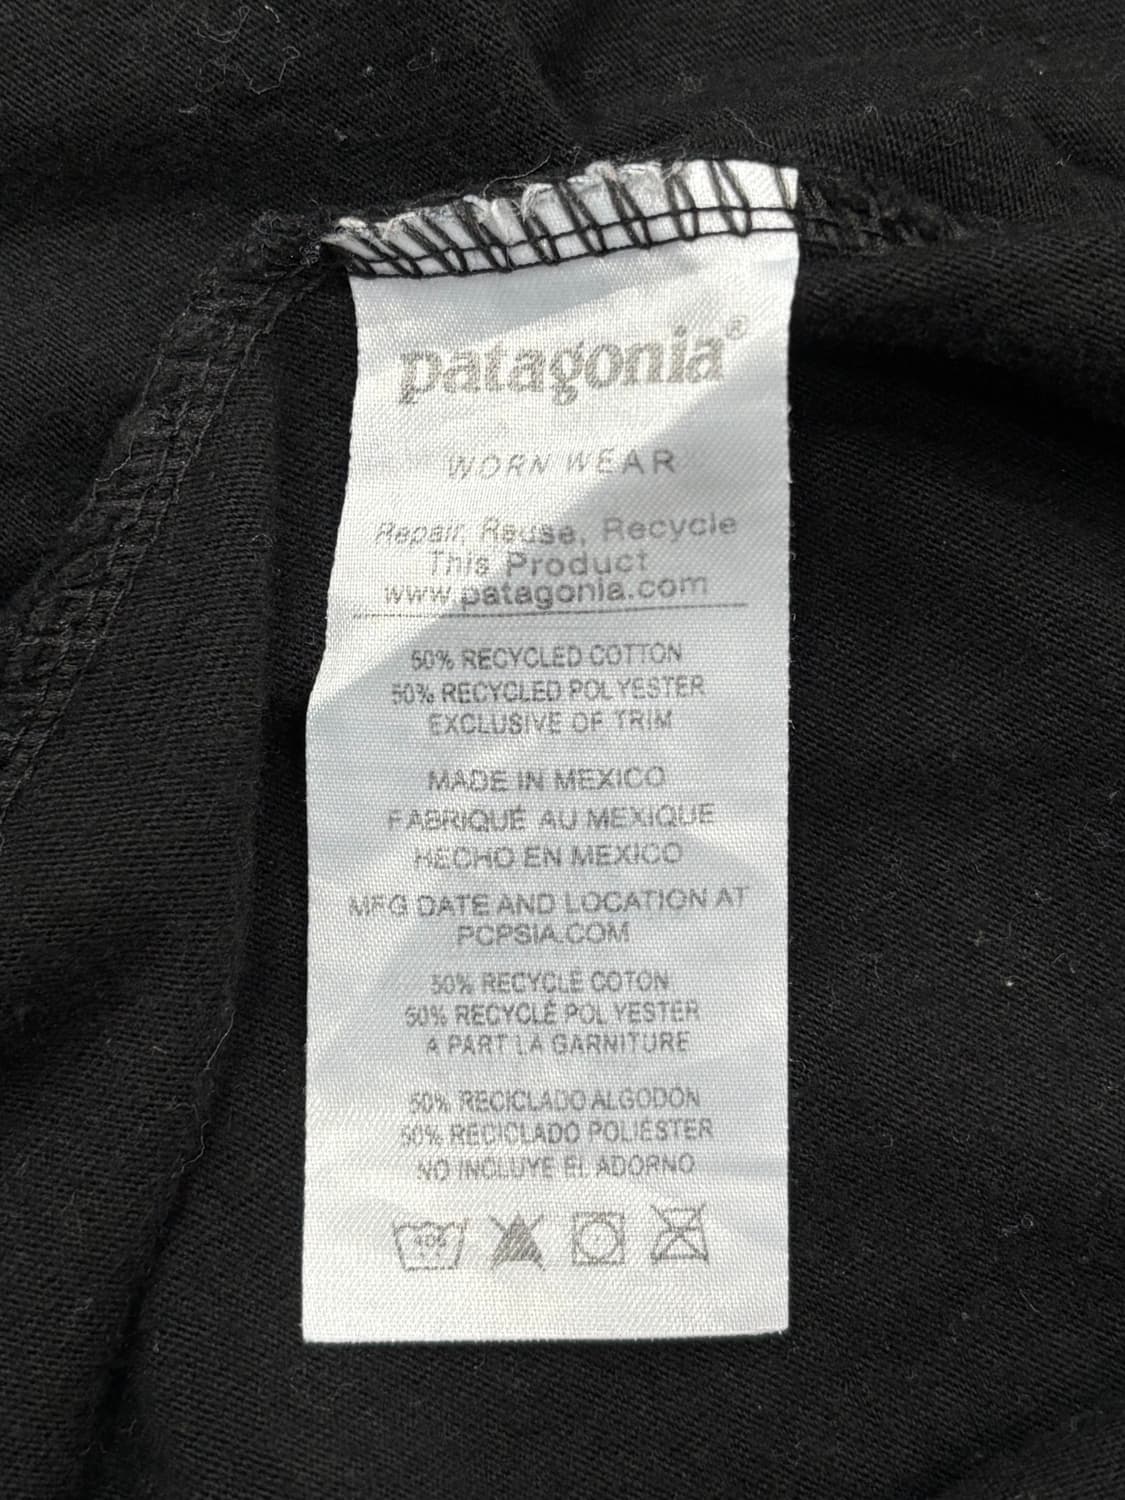 patagonia®
WORN WEAR
Repair, Reuse, Recycle
This Product
www.patagonia.com
50% RECYCLED COTTON
50% RECYCLED POLYESTER
EXCLUSIVE OF TRIM
MADE IN MEXICO
FABRIQUÉ AU MEXIQUE
HECHO EN MEXICO
MFG DATE AND LOCATION AT
PCPSIA.COM
50% RECYCLÉ COTON
50% RECYCLÉ POLYESTER
A PART LA GARNITURE
50% RECICLADO ALGODON
50% RECICLADO POLIÉSTER
NO INCLUYE EL ADORNO